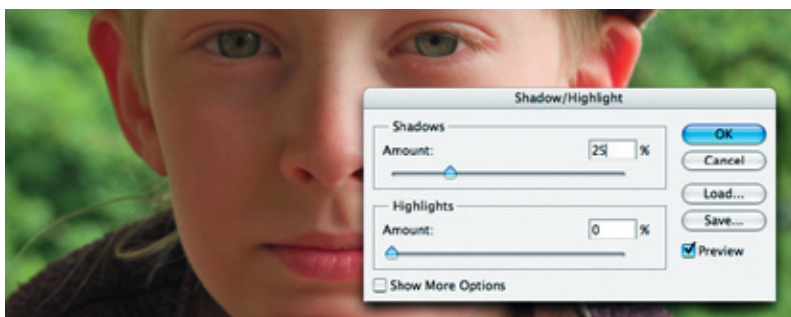 Shadow/Highlight
Shadows
Amount: 25 %
Highlights
Amount: 0 %
Show More Options
OK
Cancel
Load...
Save...
Preview